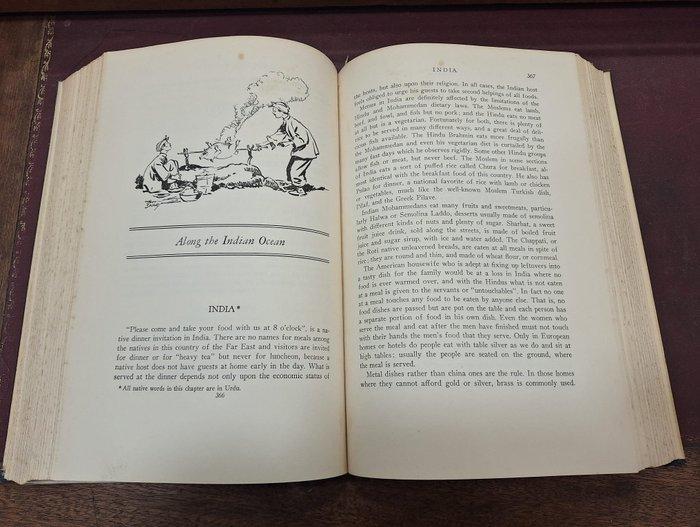 Along the Indian Ocean
INDIA*
"Please come and take your food with us at 8 o'clock", is a na-
tive dinner invitation in India. There are no names for meals among
the natives in this country of the Far East and visitors are invited
for dinner or for "heavy tea" but never for luncheon, because a
native host does not have guests at home early in the day. What is
served at the dinner depends not only upon the economic status of
* All native words in this chapter are in Urdu.
366
INDIA
367
the hosts, but also upon their religion. In all cases, the Indian host
feels obliged to urge his guests to take second helpings of all foods.
Menus in India are definitely affected by the limitations of the
Hindu and Mohammedan dietary laws. The Moslems eat lamb
meat, and fowl, and fish but no pork; and the Hindu eat no meat
at all but is a vegetarian. Fortunately for both, there is plenty of
rice to be served in many different ways, and a great deal of deli-
cious fish available. The Hindu Brahmin eats more frugally than
the Mohammedan and even his vegetarian diet is curtailed by the
many fast days which he observes rigidly. Some other Hindu groups
allow fish or meat, but never beef. The Moslem in some sections
of India eats a sort of puffed rice called Chura for breakfast, al-
most identical with the breakfast food of this country. He also has
Pulao for dinner, a national favorite of rice with lamb or chicken
or vegetables, much like the well-known Moslem Turkish dish,
Pilaf, and the Greek Pilave.
Indian Mohammedans eat many fruits and sweetmeats, particu-
larly Halwa or Semolina Laddo, desserts usually made of semolina
with different kinds of nuts and plenty of sugar. Sharbat, a sweet
fruit juice drink, sold along the streets, is made of boiled fruit
juice and sugar sirup, with ice and water added. The Chappati, or
the Roti native unleavened breads, are eaten at all meals in spite of
rice; they are round and thin, and made of wheat flour, or cornmeal.
The American housewife who is adept at fixing up leftovers into
a tasty dish for the family would be at a loss in India where no
food is ever warmed over, and with the Hindus what is not eaten
at a meal is given to the servants or "untouchables". In fact no one
at a meal touches any food to be eaten by anyone else. That is, no
food dishes are passed but are put on the table and each person has
a separate portion of food in his own dish. Even the women who
serve the meal and eat after the men have finished must not touch
with their hands the men's food that they serve. Only in European
homes or hotels do people eat with table silver as we do and sit at
high tables; usually the people are seated on the ground, where
the meal is served.
Metal dishes rather than china ones are the rule. In those homes
where they cannot afford gold or silver, brass is commonly used.